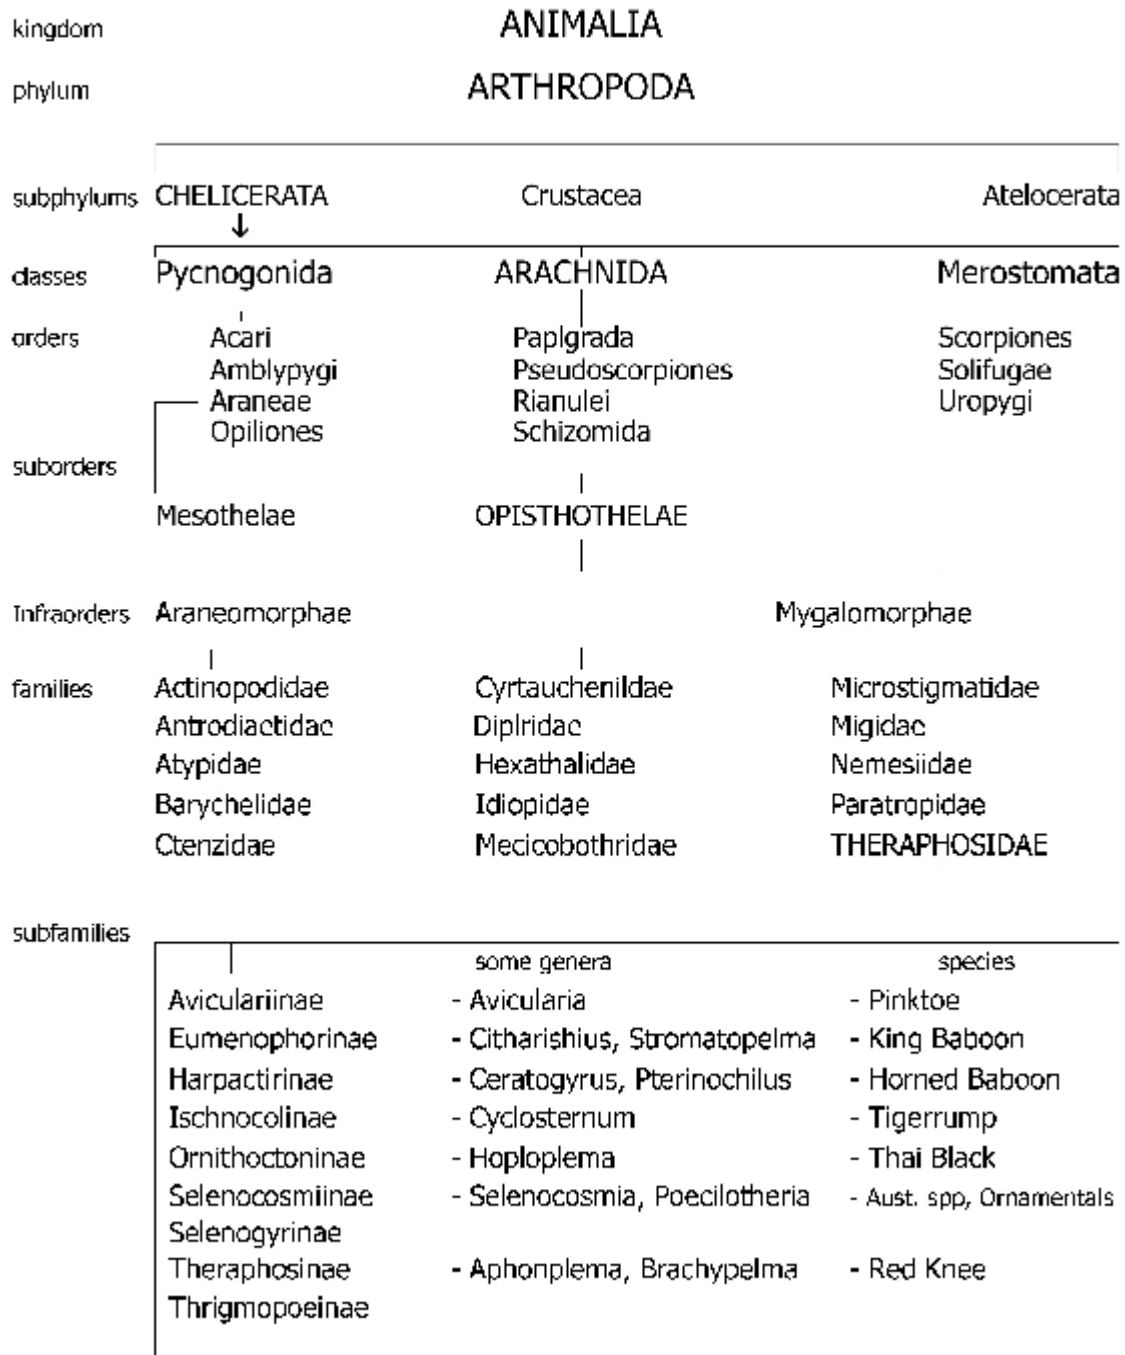 kingdom ANIMALIA
phylum ARTHROPODA
subphylums CHELICERATA Crustacea Atelocerata
classes Pycnogonida ARACHNIDA Merostomata
orders Acari Paplgrada Scorpiones
Amblypygi Pseudoscorpiones Solifugae
Araneae Rianulei Uropygi
Opiliones Schizomida
suborders
Mesothelae OPISTHOTHELAE
Infraorders Araneomorphae Mygalomorphae
families Actinopodidae Cyrtauchenildae Microstigmatidae
Antrodiaetidae Diplridae Migidae
Atypidae Hexathalidae Nemesiidae
Barychelidae Idiopidae Paratropidae
Ctenzidae Mecicobothridae THERAPHOSIDAE
subfamilies
some genera species
Aviculariinae - Avicularia - Pinktoe
Eumenophorinae - Citharishius, Stromatopelma - King Baboon
Harpactirinae - Ceratogyrus, Pterinochilus - Horned Baboon
Ischnocolinae - Cyclosternum - Tigerrump
Ornithoctoninae - Hoploplema - Thai Black
Selenocosmiinae - Selenocosmia, Poecilotheria - Aust. spp, Ornamentals
Selenogyrinae
Theraphosinae - Aphonplema, Brachypelma - Red Knee
Thrigmopoeinae